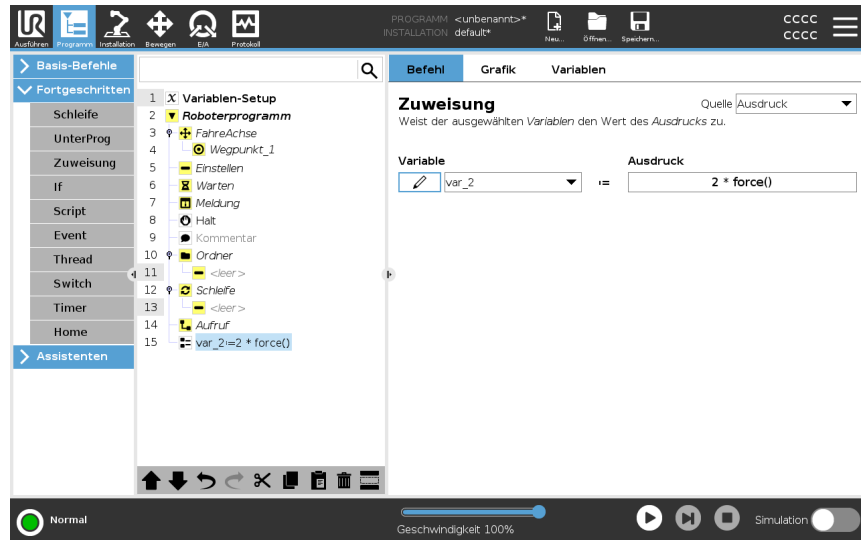 UR
PROGRAMM <unbenannt>*
INSTALLATION default*
Ausführen Programm Installation Bewegen E/A Protokoll
Neu... Öffnen... Speichern...
CCCC
CCCC
Basis-Befehle
Fortgeschritten
Schleife
UnterProg
Zuweisung
If
Script
Event
Thread
Switch
Timer
Home
Assistenten
1 X Variablen-Setup
2 Roboterprogramm
3 FahreAchse
4 Wegpunkt_1
5 Einstellen
6 Warten
7 Meldung
8 Halt
9 Kommentar
10 Ordner
11 <leer>
12 Schleife
13 <leer>
14 Aufruf
15 var_2:=2 * force()
Befehl Grafik Variablen
Zuweisung
Quelle Ausdruck
Weist der ausgewählten Variablen den Wert des Ausdrucks zu.
Variable Ausdruck
var_2 := 2 * force()
Normal
Geschwindigkeit 100%
Simulation